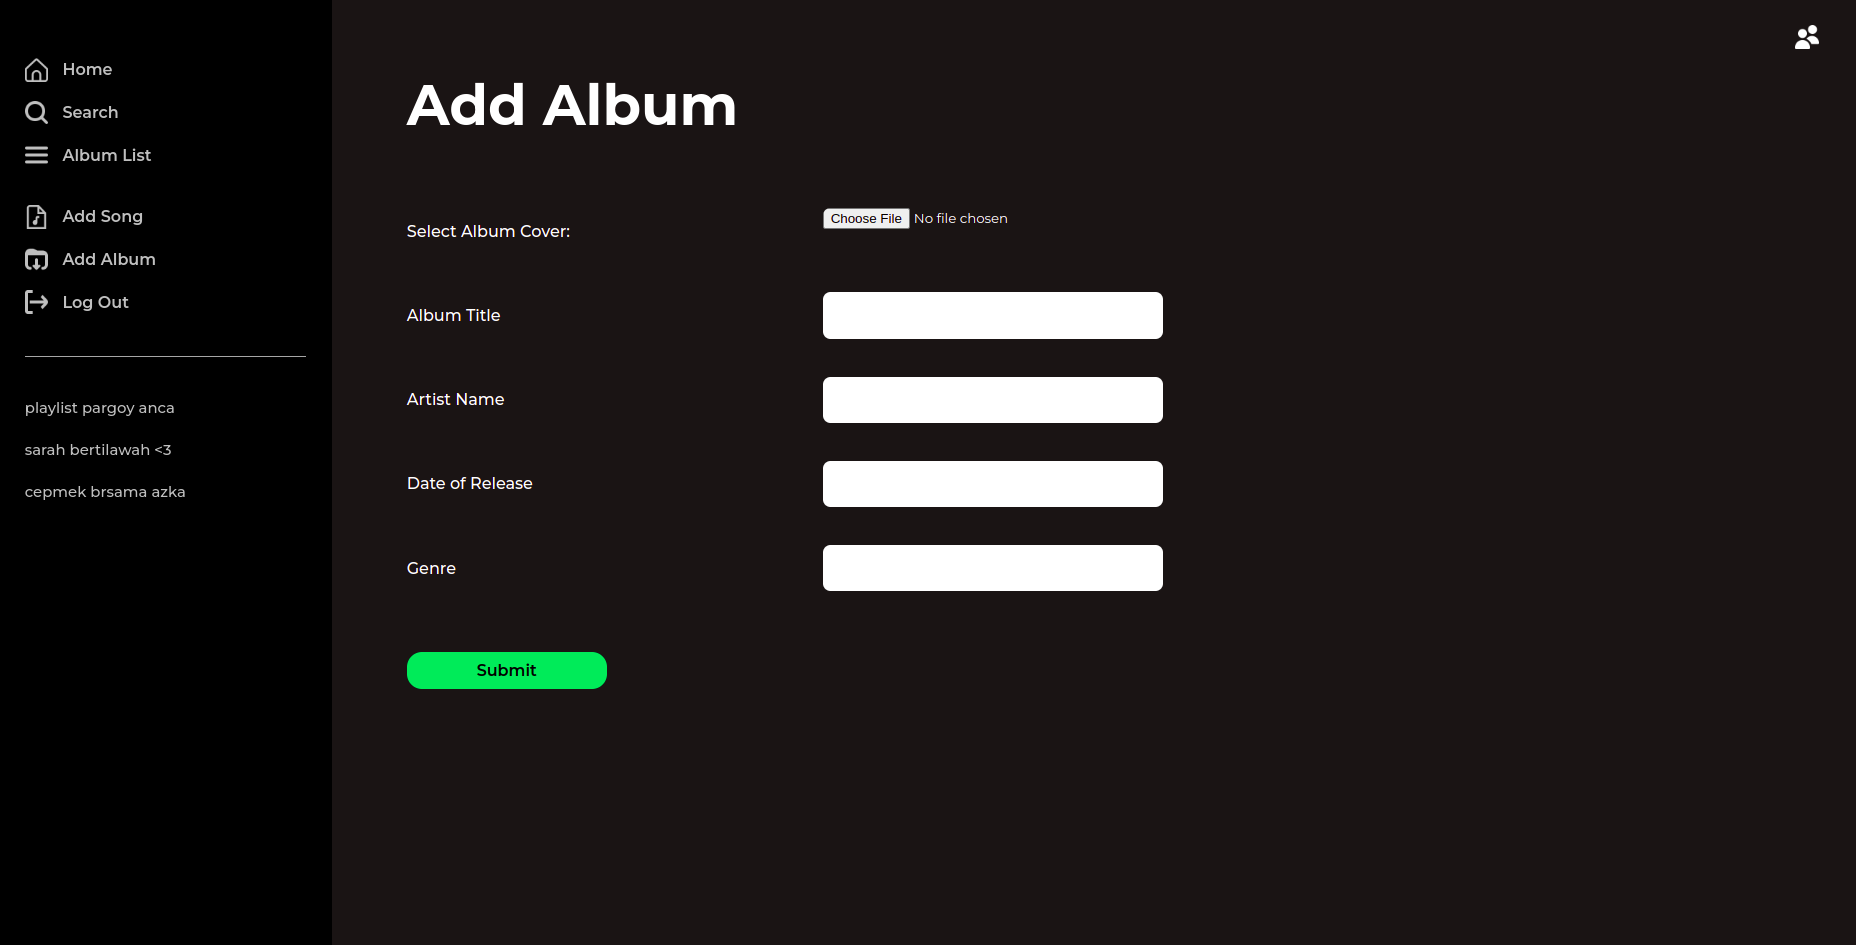 Home
Search
Album List
Add Song
Add Album
Log Out
playlist pargoy anca
sarah bertilawah <3
cepmek brsama azka
Add Album
Select Album Cover:
Choose File No file chosen
Album Title
Artist Name
Date of Release
Genre
Submit